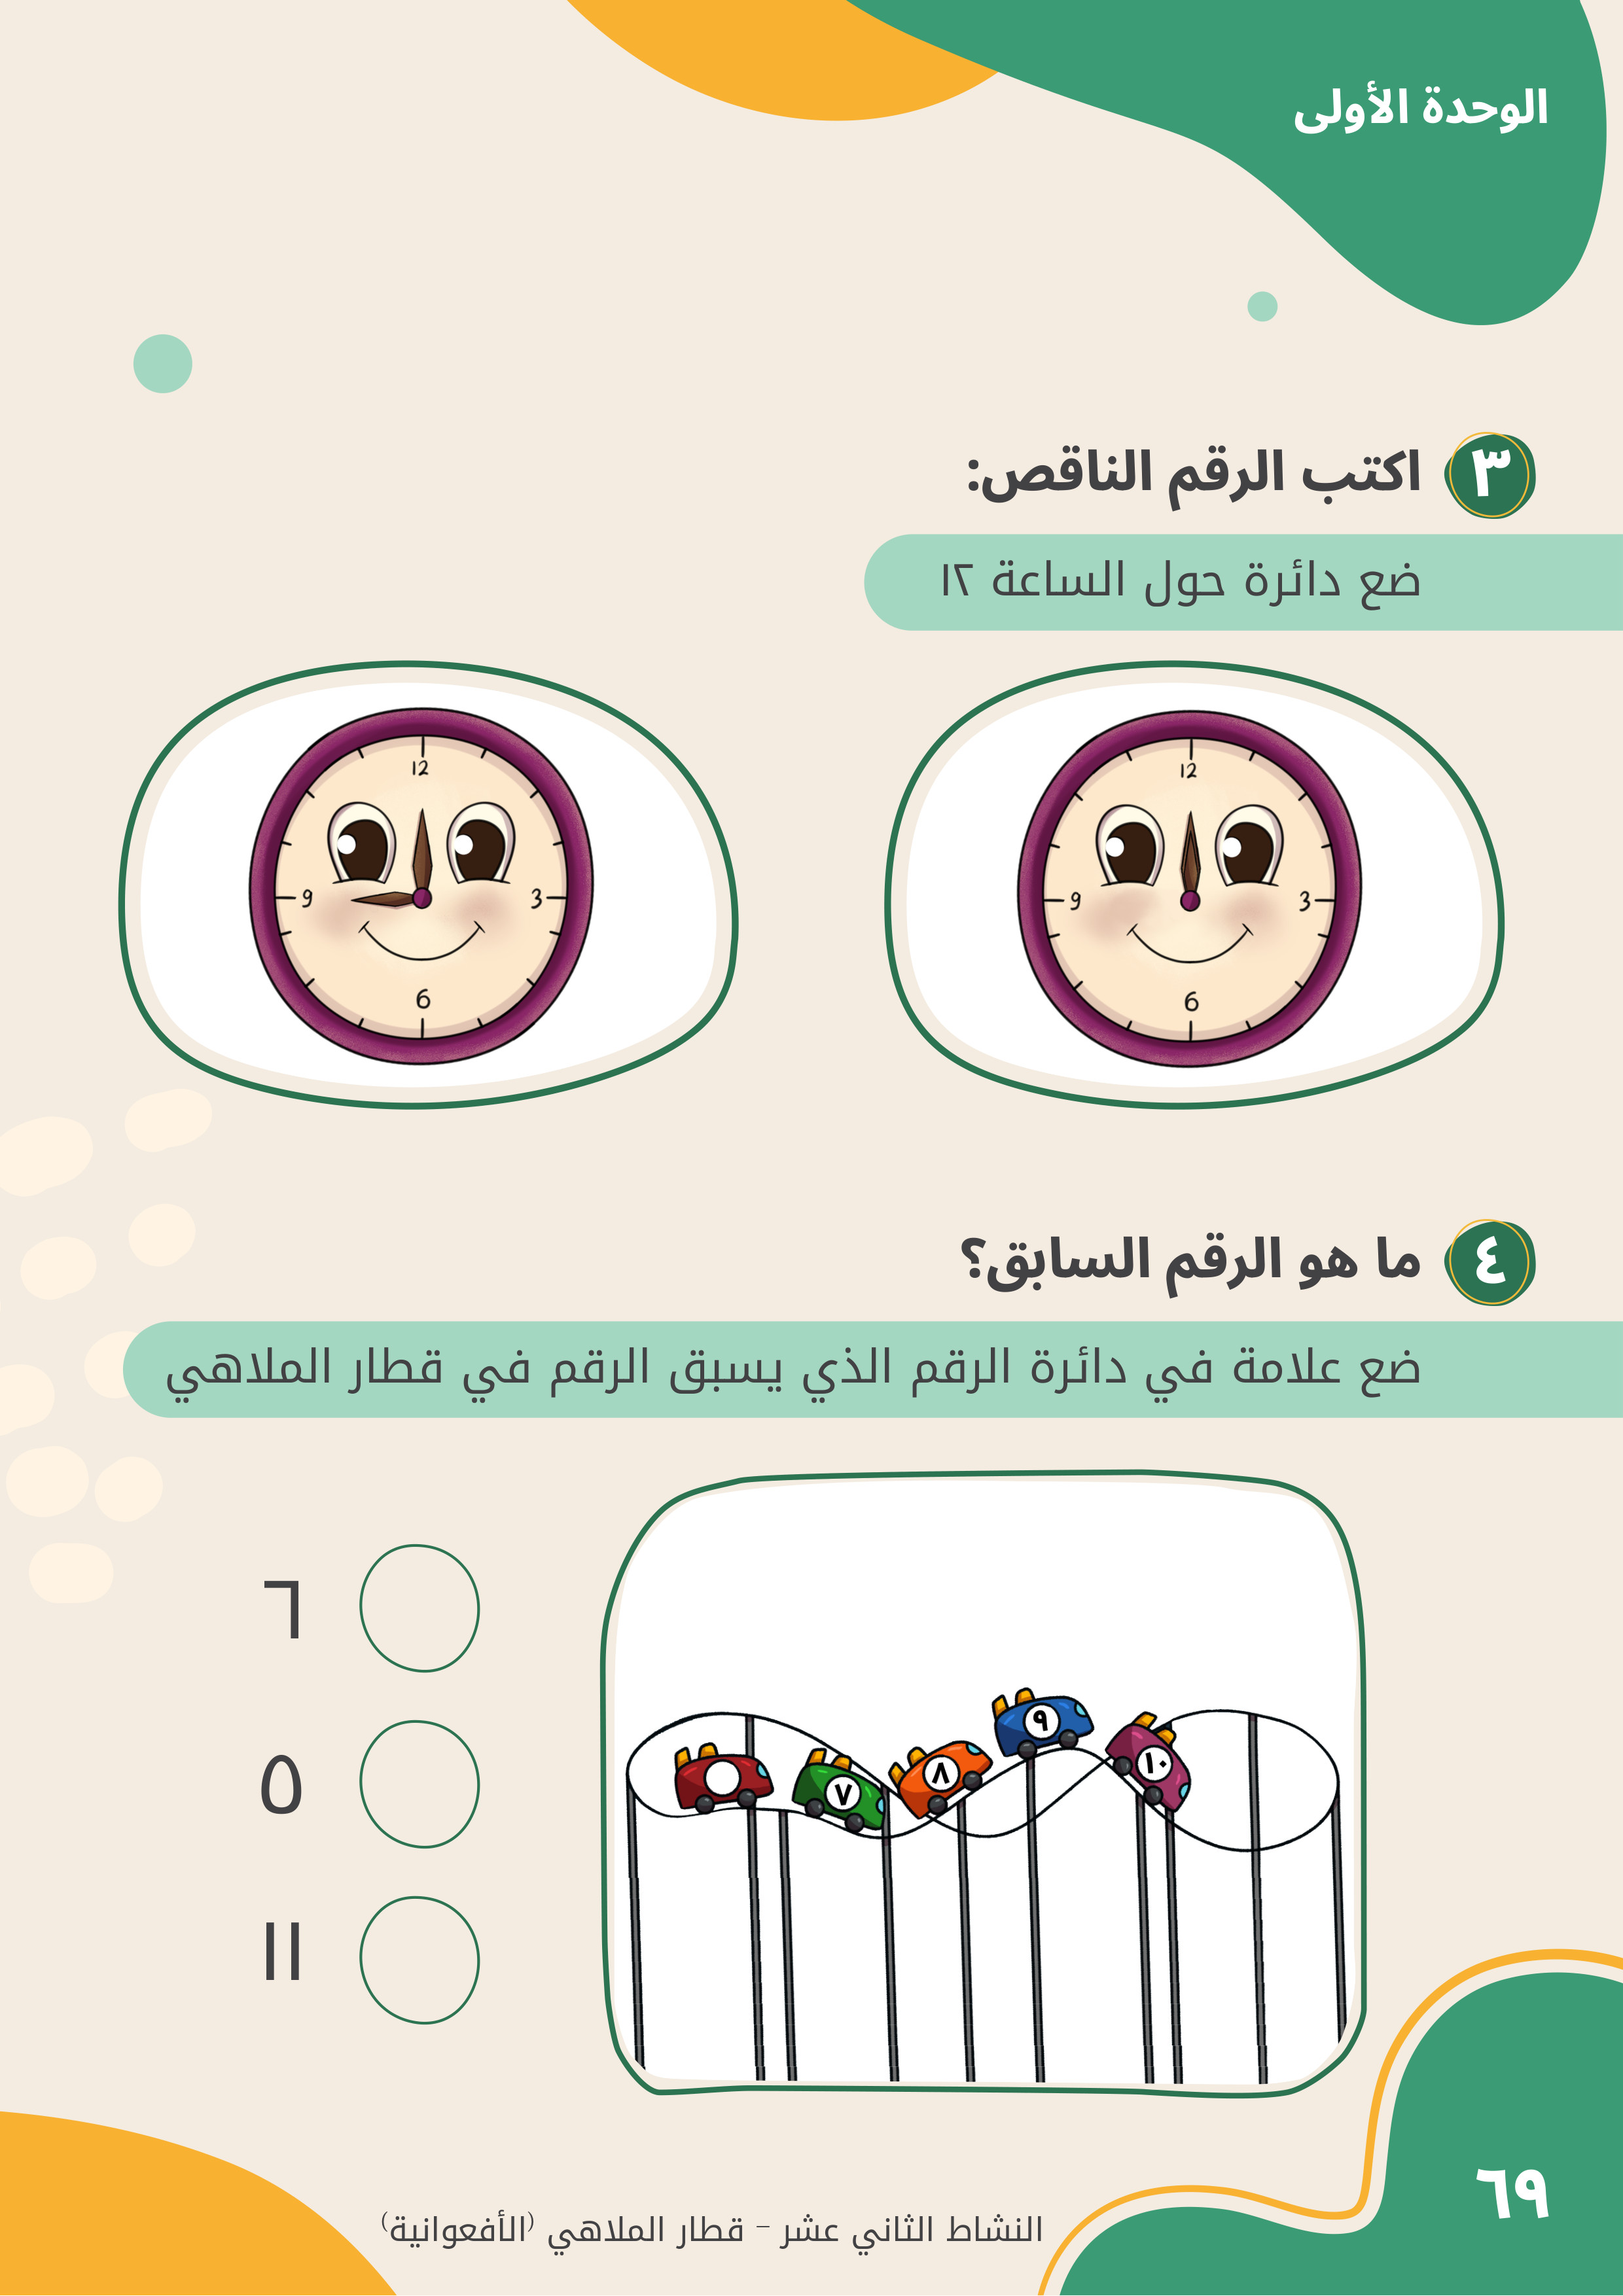 الوحدة الأولى
٣ اكتب الرقم الناقص:
ضع دائرة حول الساعة ١٢
12
9 3
6
12
9 3
6
٤ ما هو الرقم السابق؟
ضع علامة في دائرة الرقم الذي يسبق الرقم في قطار الملاهي
٧ ٨ ٩ ١٠
٦
٥
١١
النشاط الثاني عشر – قطار الملاهي (الأفعوانية)
٦٩